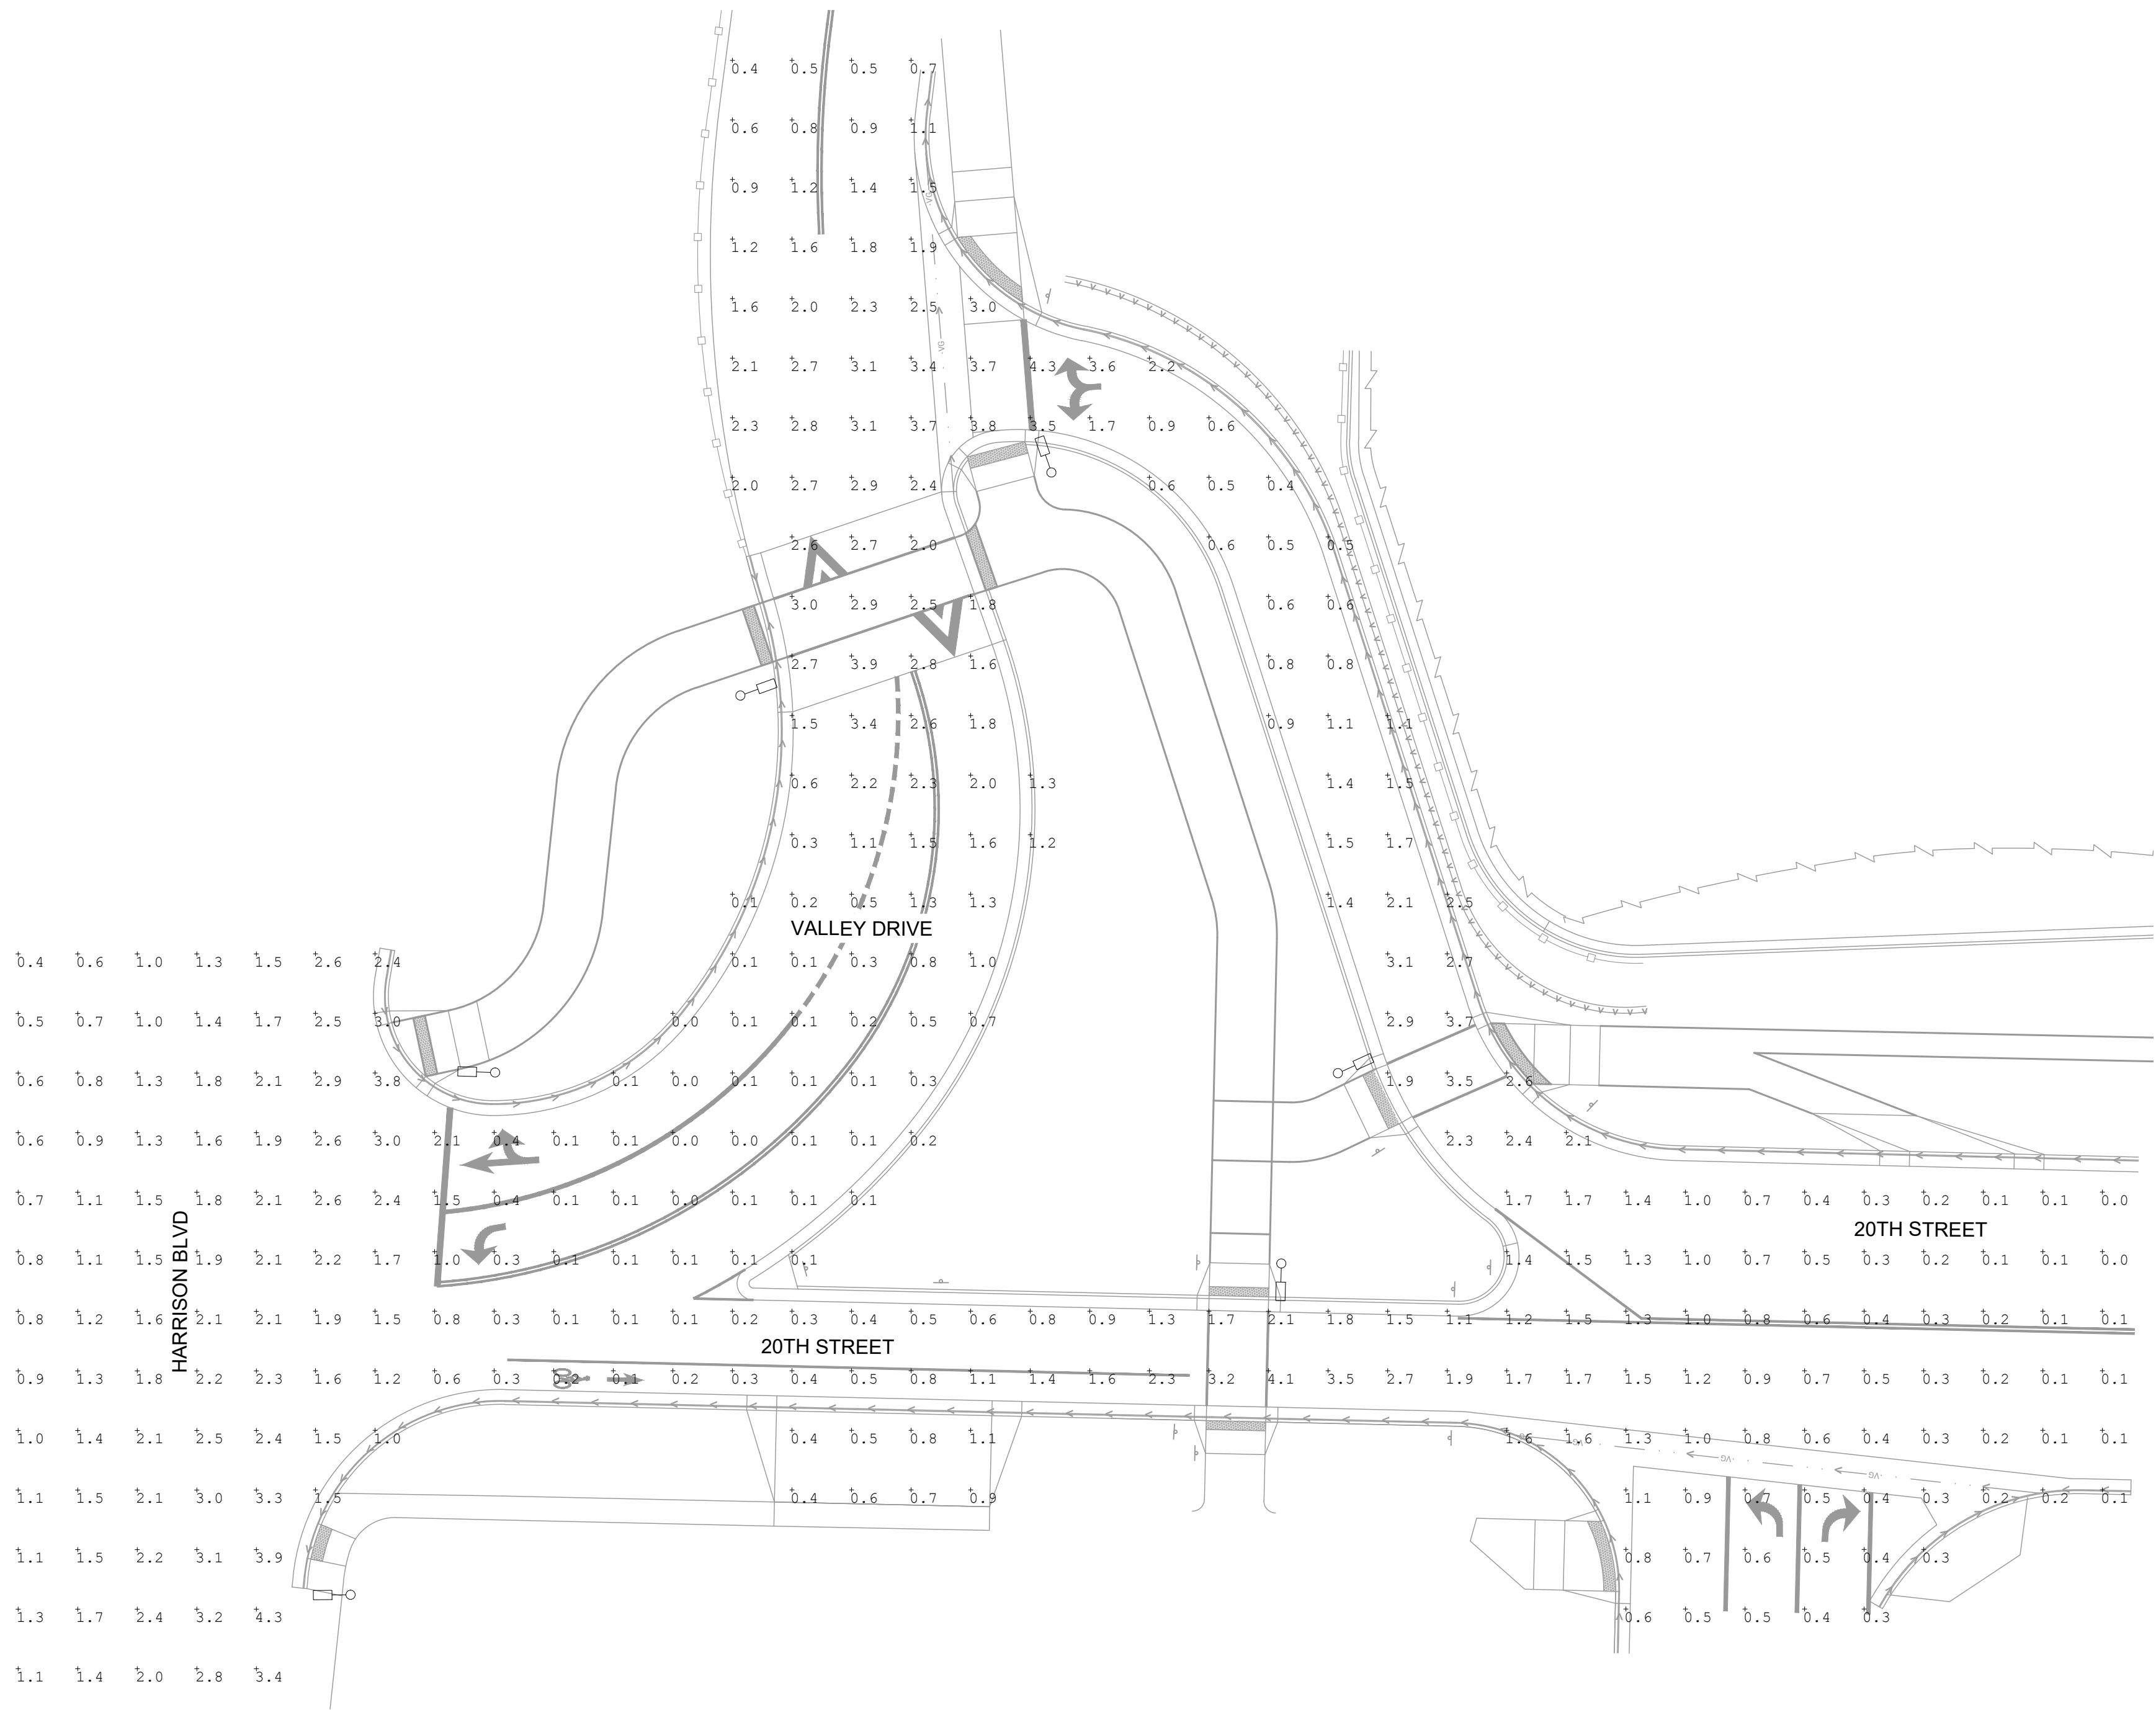 0.4 0.5 0.5 0.7
0.6 0.8 0.9 1.1
0.9 1.2 1.4 1.5
VG
1.2 1.6 1.8 1.9
1.6 2.0 2.3 2.5 3.0
VG
2.1 2.7 3.1 3.4 3.7 4.3 3.6 2.2
2.3 2.8 3.1 3.7 3.8 3.5 1.7 0.9 0.6
2.0 2.7 2.9 2.4 0.6 0.5 0.4
2.6 2.7 2.0 0.6 0.5 0.5
3.0 2.9 2.5 1.8 0.6 0.6
2.7 3.9 2.8 1.6 0.8 0.8
1.5 3.4 2.6 1.8 0.9 1.1 1.1
0.6 2.2 2.3 2.0 1.3 1.4 1.5
0.3 1.1 1.5 1.6 1.2 1.5 1.7
0.1 0.2 0.5 1.3 1.3 1.4 2.1 2.5
VALLEY DRIVE
0.4 0.6 1.0 1.3 1.5 2.6 2.4 0.1 0.1 0.3 0.8 1.0 3.1 2.7
0.5 0.7 1.0 1.4 1.7 2.5 3.0 0.0 0.1 0.1 0.2 0.5 0.7 2.9 3.7
0.6 0.8 1.3 1.8 2.1 2.9 3.8 0.1 0.0 0.1 0.1 0.1 0.3 1.9 3.5 2.6
0.6 0.9 1.3 1.6 1.9 2.6 3.0 2.1 0.4 0.1 0.1 0.0 0.0 0.1 0.1 0.2 2.3 2.4 2.1
0.7 1.1 1.5 1.8 2.1 2.6 2.4 1.5 0.4 0.1 0.1 0.0 0.1 0.1 0.1 1.7 1.7 1.4 1.0 0.7 0.4 0.3 0.2 0.1 0.1 0.0
20TH STREET
0.8 1.1 1.5 1.9 2.1 2.2 1.7 1.0 0.3 0.1 0.1 0.1 0.1 0.1 1.4 1.5 1.3 1.0 0.7 0.5 0.3 0.2 0.1 0.1 0.0
HARRISON BLVD
0.8 1.2 1.6 2.1 2.1 1.9 1.5 0.8 0.3 0.1 0.1 0.1 0.2 0.3 0.4 0.5 0.6 0.8 0.9 1.3 1.7 2.1 1.8 1.5 1.1 1.2 1.5 1.3 1.0 0.8 0.6 0.4 0.3 0.2 0.1 0.1
20TH STREET
0.9 1.3 1.8 2.2 2.3 1.6 1.2 0.6 0.3 0.2 0.1 0.2 0.3 0.4 0.5 0.8 1.1 1.4 1.6 2.3 3.2 4.1 3.5 2.7 1.9 1.7 1.7 1.5 1.2 0.9 0.7 0.5 0.3 0.2 0.1 0.1
1.0 1.4 2.1 2.5 2.4 1.5 1.0 0.4 0.5 0.8 1.1 1.6 1.6 1.3 1.0 0.8 0.6 0.4 0.3 0.2 0.1 0.1
VG VG VG VG
1.1 1.5 2.1 3.0 3.3 1.5 0.4 0.6 0.7 0.9 1.1 0.9 0.7 0.5 0.4 0.3 0.2 0.2 0.1
1.1 1.5 2.2 3.1 3.9 0.8 0.7 0.6 0.5 0.4 0.3
1.3 1.7 2.4 3.2 4.3 0.6 0.5 0.5 0.4 0.3
1.1 1.4 2.0 2.8 3.4